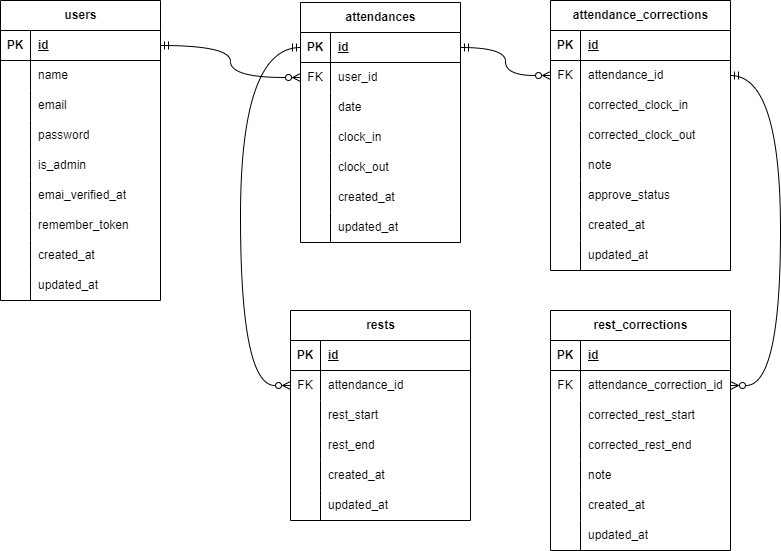 users
PK id
name
email
password
is_admin
emai_verified_at
remember_token
created_at
updated_at
attendances
PK id
FK user_id
date
clock_in
clock_out
created_at
updated_at
attendance_corrections
PK id
FK attendance_id
corrected_clock_in
corrected_clock_out
note
approve_status
created_at
updated_at
rests
PK id
FK attendance_id
rest_start
rest_end
created_at
updated_at
rest_corrections
PK id
FK attendance_correction_id
corrected_rest_start
corrected_rest_end
note
created_at
updated_at